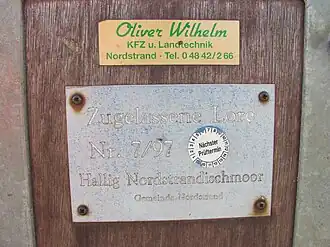 Oliver Wilhelm
KFZ u. Landtechnik
Nordstrand - Tel. 0 48 42/2 66
Zugelassene Lore
Nr. 7/97
Nächster
Prüftermin
Hallig Nordstrandischmoor
Gemeinde Nordstrand